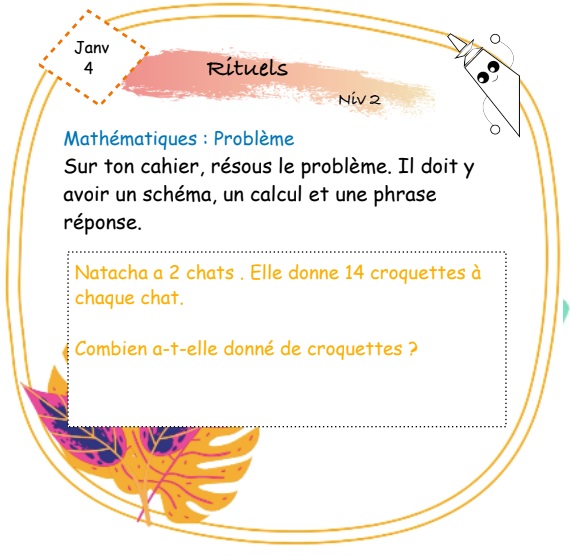 Janv
4
Rituels
Niv 2
Mathématiques : Problème
Sur ton cahier, résous le problème. Il doit y
avoir un schéma, un calcul et une phrase
réponse.
Natacha a 2 chats . Elle donne 14 croquettes à
chaque chat.
Combien a-t-elle donné de croquettes ?